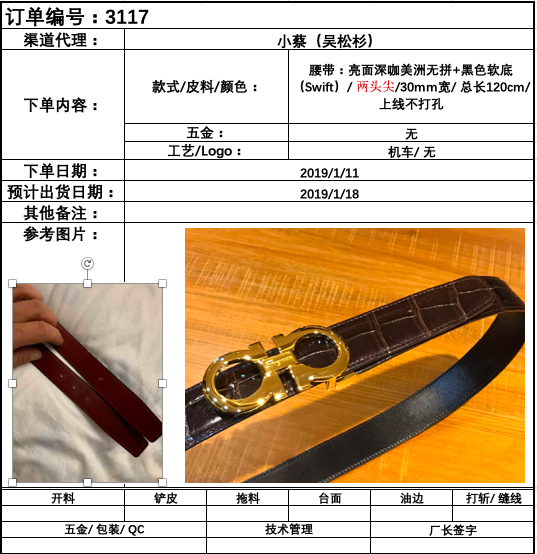 订单编号：3117
渠道代理：
小蔡（吴松杉）
下单内容：
款式/皮料/颜色：
腰带：亮面深咖美洲无拼+黑色软底
（Swift）/ 两头尖/30mm宽/ 总长120cm/
上线不打孔
五金：
无
工艺/Logo：
机车/ 无
下单日期：
2019/1/11
预计出货日期：
2019/1/18
其他备注：
参考图片：
开料
铲皮
拖料
台面
油边
打斩/ 缝线
五金/ 包装/ QC
技术管理
厂长签字